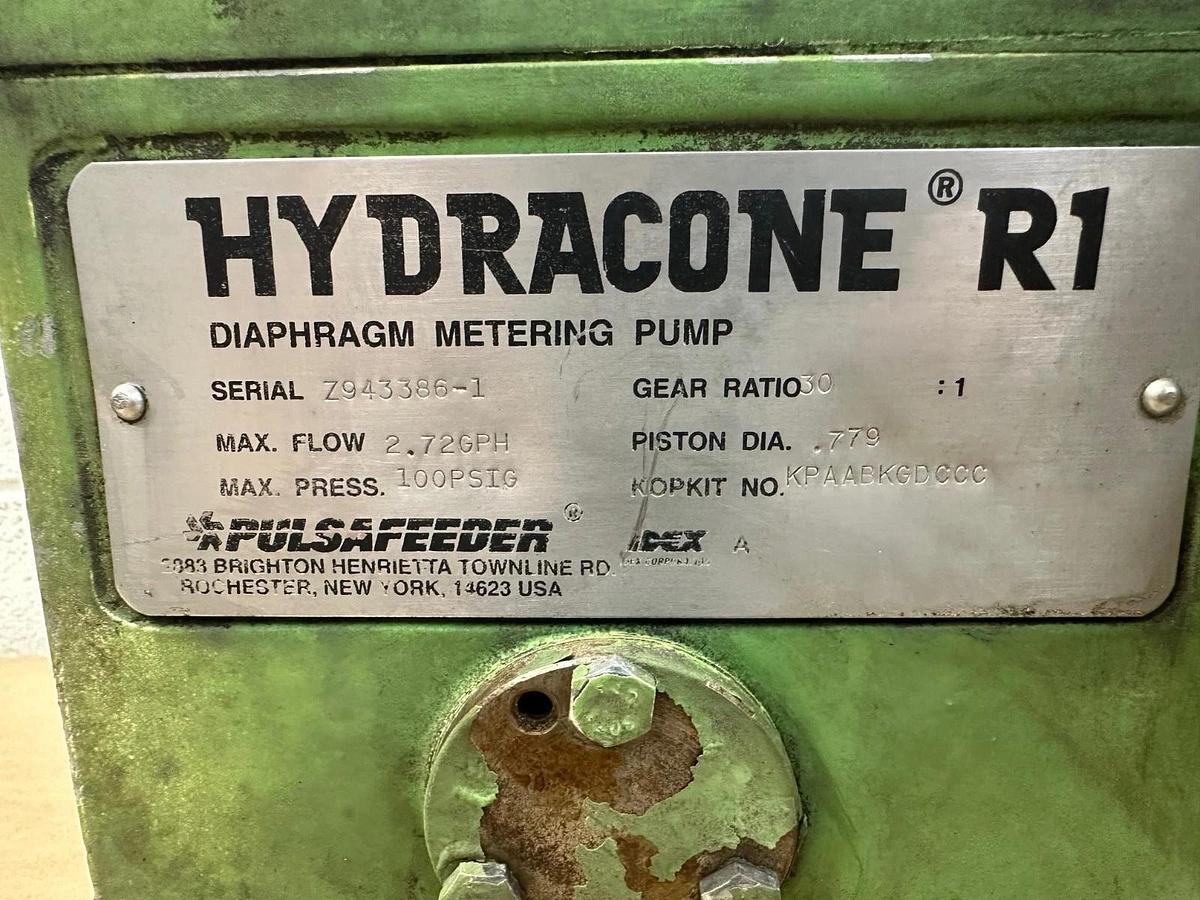 HYDRACONE® R1
DIAPHRAGM METERING PUMP
SERIAL Z943386-1 GEAR RATIO 30 :1
MAX. FLOW 2.72GPH PISTON DIA. .779
MAX. PRESS. 100PSIG KOPKIT NO. KPAABKGDCCC
PULSAFEEDER® IDEX A
BRIGHTON HENRIETTA TOWNLINE RD.
ROCHESTER, NEW YORK, 14623 USA